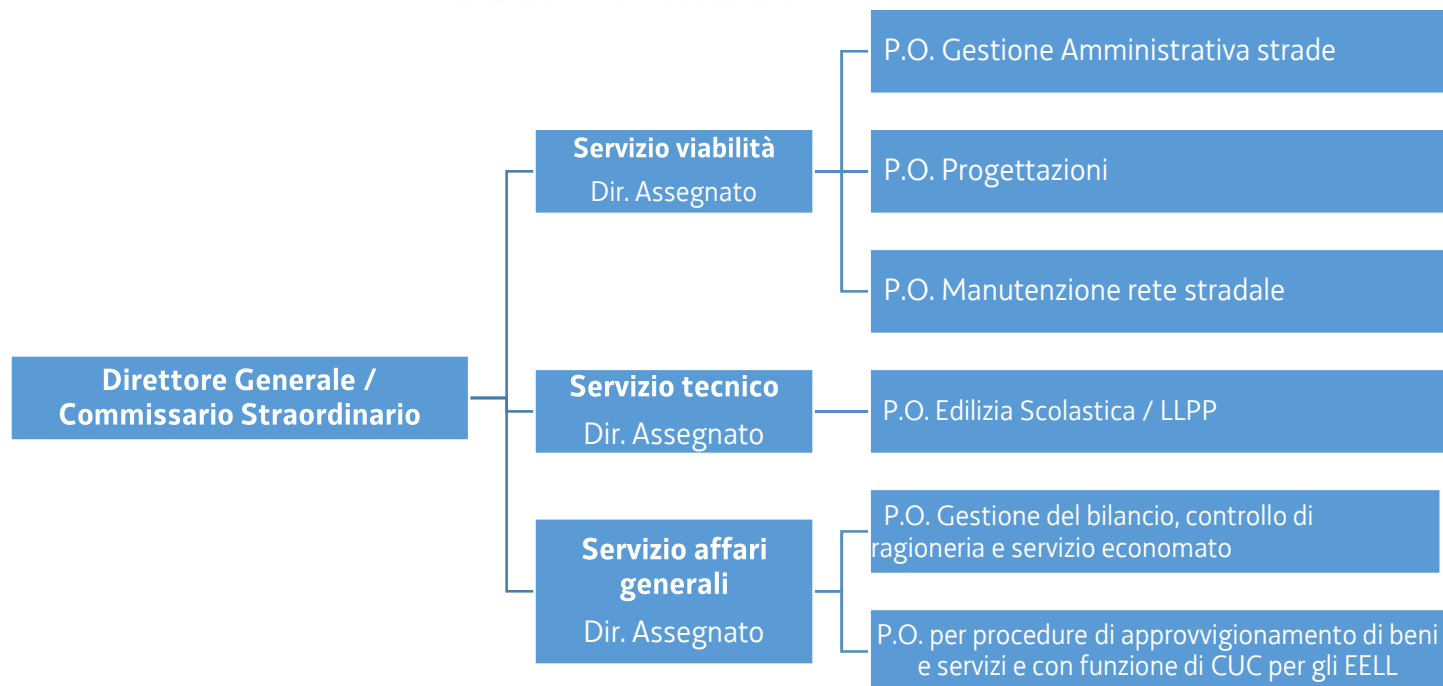 Direttore Generale /
Commissario Straordinario
Servizio viabilità
Dir. Assegnato
P.O. Gestione Amministrativa strade
P.O. Progettazioni
P.O. Manutenzione rete stradale
Servizio tecnico
Dir. Assegnato
P.O. Edilizia Scolastica / LLPP
Servizio affari
generali
Dir. Assegnato
P.O. Gestione del bilancio, controllo di
ragioneria e servizio economato
P.O. per procedure di approvvigionamento di beni
e servizi e con funzione di CUC per gli EELL